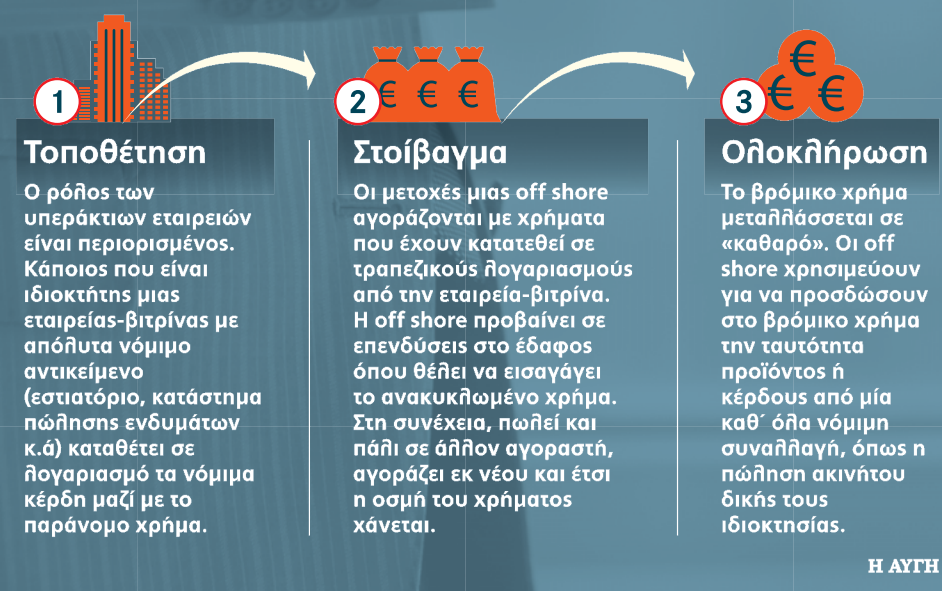 1
Τοποθέτηση
Ο ρόλος των
υπεράκτιων εταιρειών
είναι περιορισμένος.
Κάποιος που είναι
ιδιοκτήτης μιας
εταιρείας-βιτρίνας με
απόλυτα νόμιμο
αντικείμενο
(εστιατόριο, κατάστημα
πώλησης ενδυμάτων
κ.ά) καταθέτει σε
λογαριασμό τα νόμιμα
κέρδη μαζί με το
παράνομο χρήμα.
2
€ € €
Στοίβαγμα
Οι μετοχές μιας off shore
αγοράζονται με χρήματα
που έχουν κατατεθεί σε
τραπεζικούς λογαριασμούς
από την εταιρεία-βιτρίνα.
Η off shore προβαίνει σε
επενδύσεις στο έδαφος
όπου θέλει να εισαγάγει
το ανακυκλωμένο χρήμα.
Στη συνέχεια, πωλεί και
πάλι σε άλλον αγοραστή,
αγοράζει εκ νέου και έτσι
η οσμή του χρήματος
χάνεται.
3
€
€ €
Ολοκλήρωση
Το βρόμικο χρήμα
μεταλλάσσεται σε
«καθαρό». Οι off
shore χρησιμεύουν
για να προσδώσουν
στο βρόμικο χρήμα
την ταυτότητα
προϊόντος ή
κέρδους από μία
καθ΄ όλα νόμιμη
συναλλαγή, όπως η
πώληση ακινήτου
δικής τους
ιδιοκτησίας.
Η ΑΥΓΗ